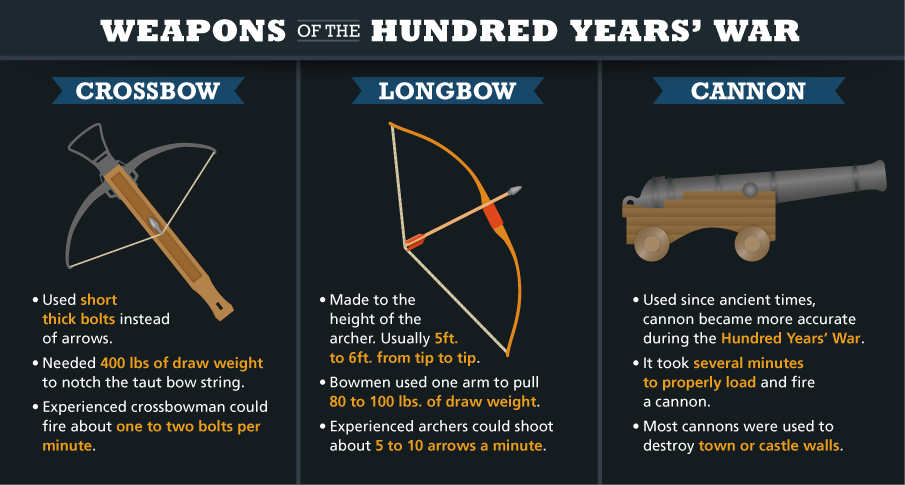 WEAPONS OF THE HUNDRED YEARS' WAR
CROSSBOW
• Used short
thick bolts instead
of arrows.
• Needed 400 lbs of draw weight
to notch the taut bow string.
• Experienced crossbowman could
fire about one to two bolts per
minute.
LONGBOW
• Made to the
height of the
archer. Usually 5ft.
to 6ft. from tip to tip.
• Bowmen used one arm to pull
80 to 100 lbs. of draw weight.
• Experienced archers could shoot
about 5 to 10 arrows a minute.
CANNON
• Used since ancient times,
cannon became more accurate
during the Hundred Years' War.
• It took several minutes
to properly load and fire
a cannon.
• Most cannons were used to
destroy town or castle walls.